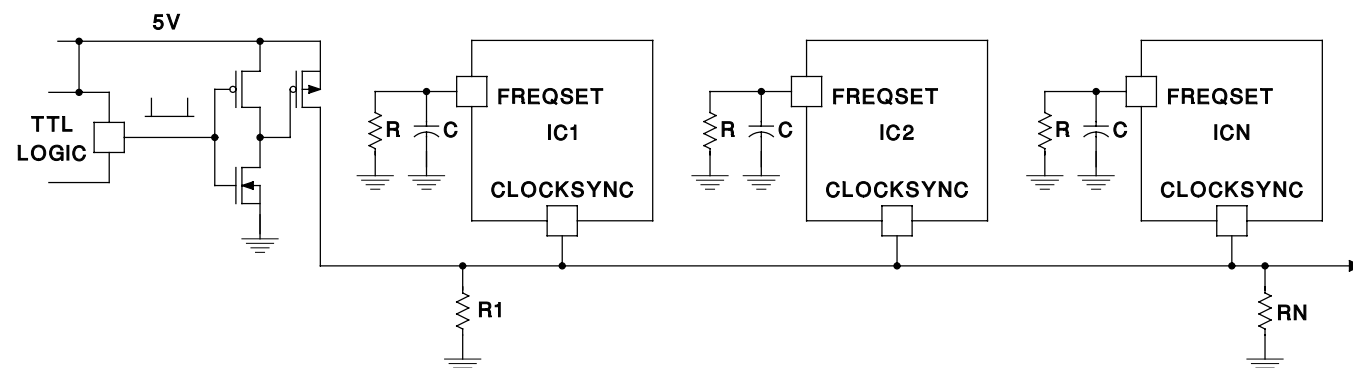 5V
TTL
LOGIC
R
C
FREQSET
IC1
CLOCKSYNC
R
C
FREQSET
IC2
CLOCKSYNC
R
C
FREQSET
ICN
CLOCKSYNC
R1
RN